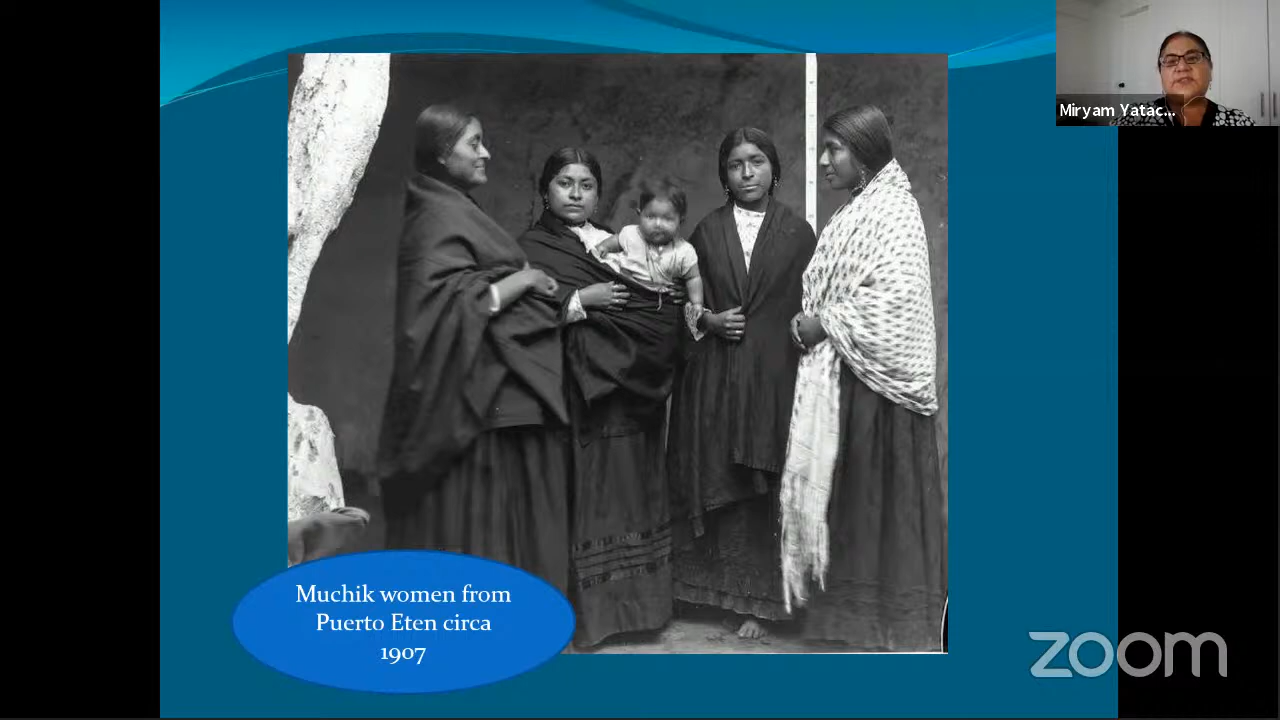 Miryam Yatac...
Muchik women from
Puerto Eten circa
1907
zoom